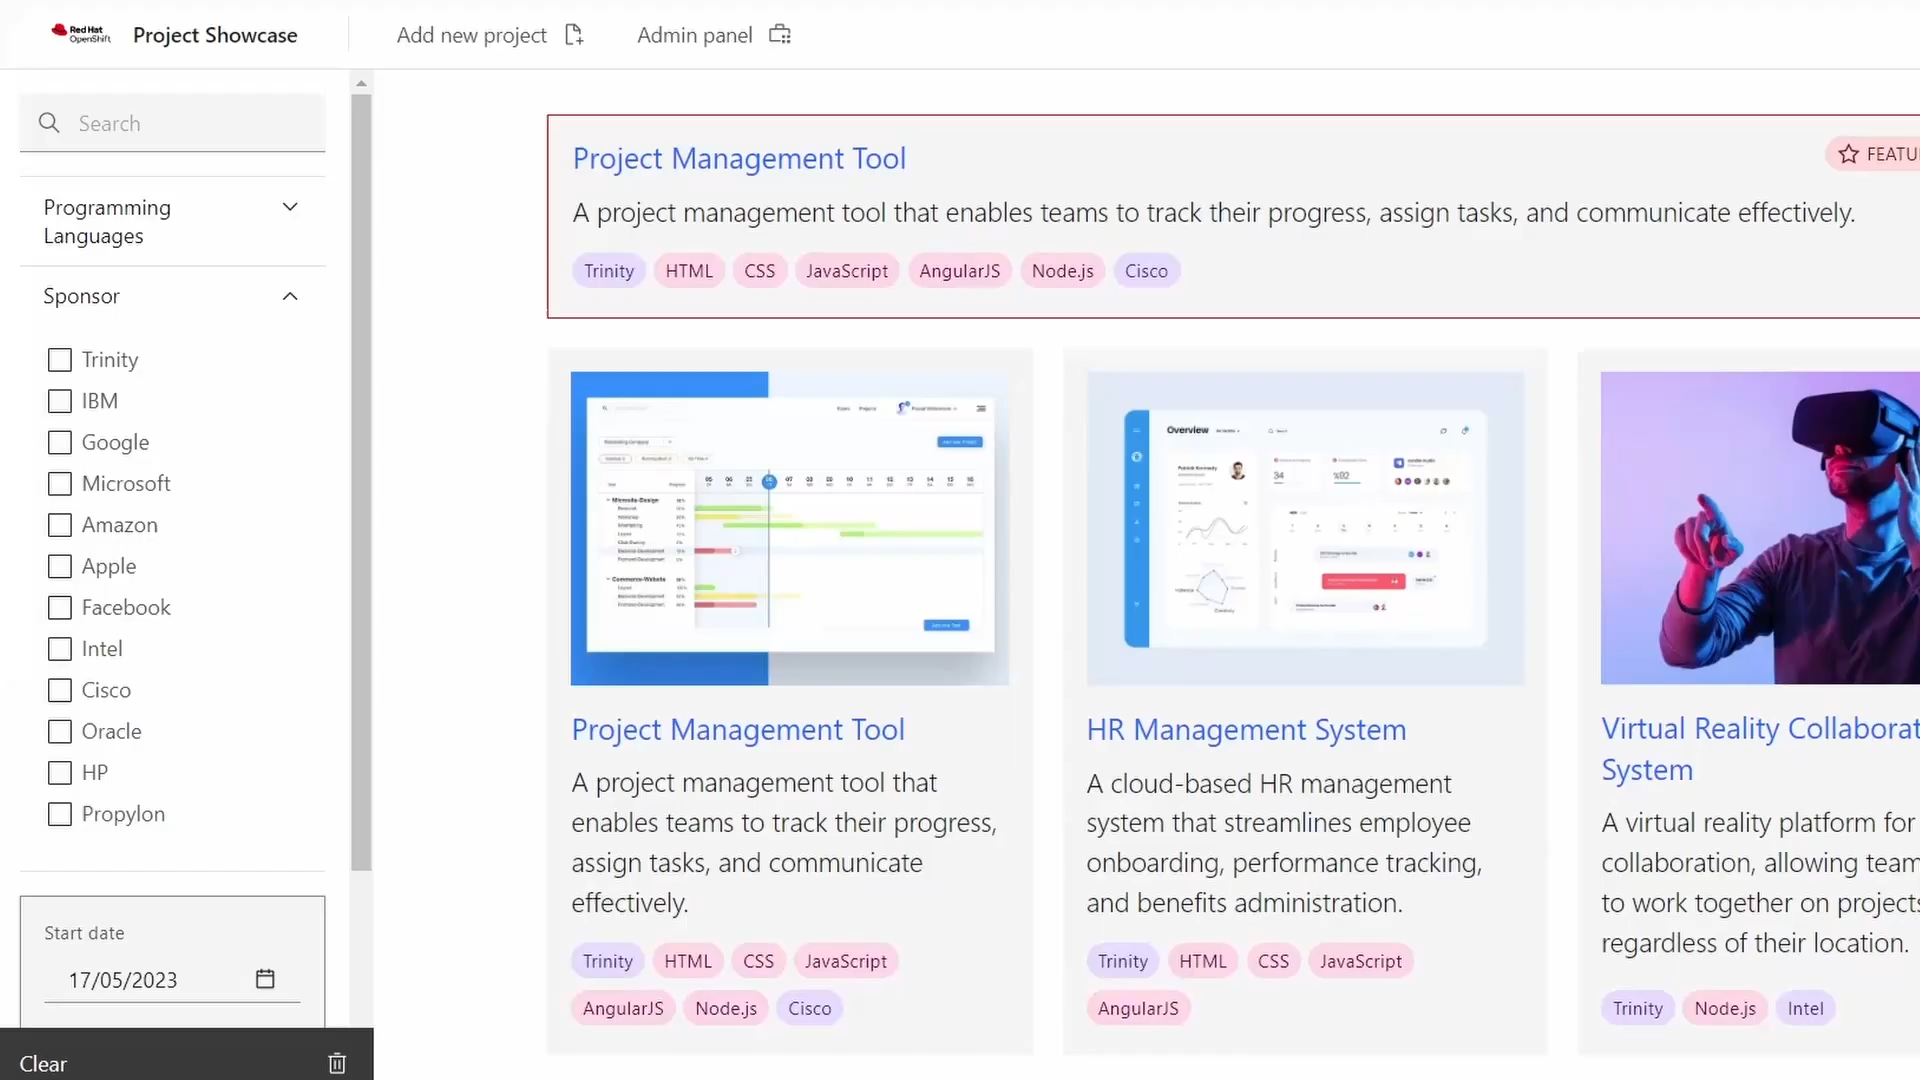 Red Hat
OpenShift
Project Showcase
Add new project
Admin panel
Search
Programming
Languages
Sponsor
Trinity
IBM
Google
Microsoft
Amazon
Apple
Facebook
Intel
Cisco
Oracle
HP
Propylon
Start date
17/05/2023
Clear
Project Management Tool
FEATU
A project management tool that enables teams to track their progress, assign tasks, and communicate effectively.
Trinity HTML CSS JavaScript AngularJS Node.js Cisco
Project Management Tool
A project management tool that
enables teams to track their progress,
assign tasks, and communicate
effectively.
Trinity HTML CSS JavaScript
AngularJS Node.js Cisco
Overview
34
%92
HR Management System
A cloud-based HR management
system that streamlines employee
onboarding, performance tracking,
and benefits administration.
Trinity HTML CSS JavaScript
AngularJS
Virtual Reality Collaborat
System
A virtual reality platform for
collaboration, allowing team
to work together on projects
regardless of their location.
Trinity Node.js Intel